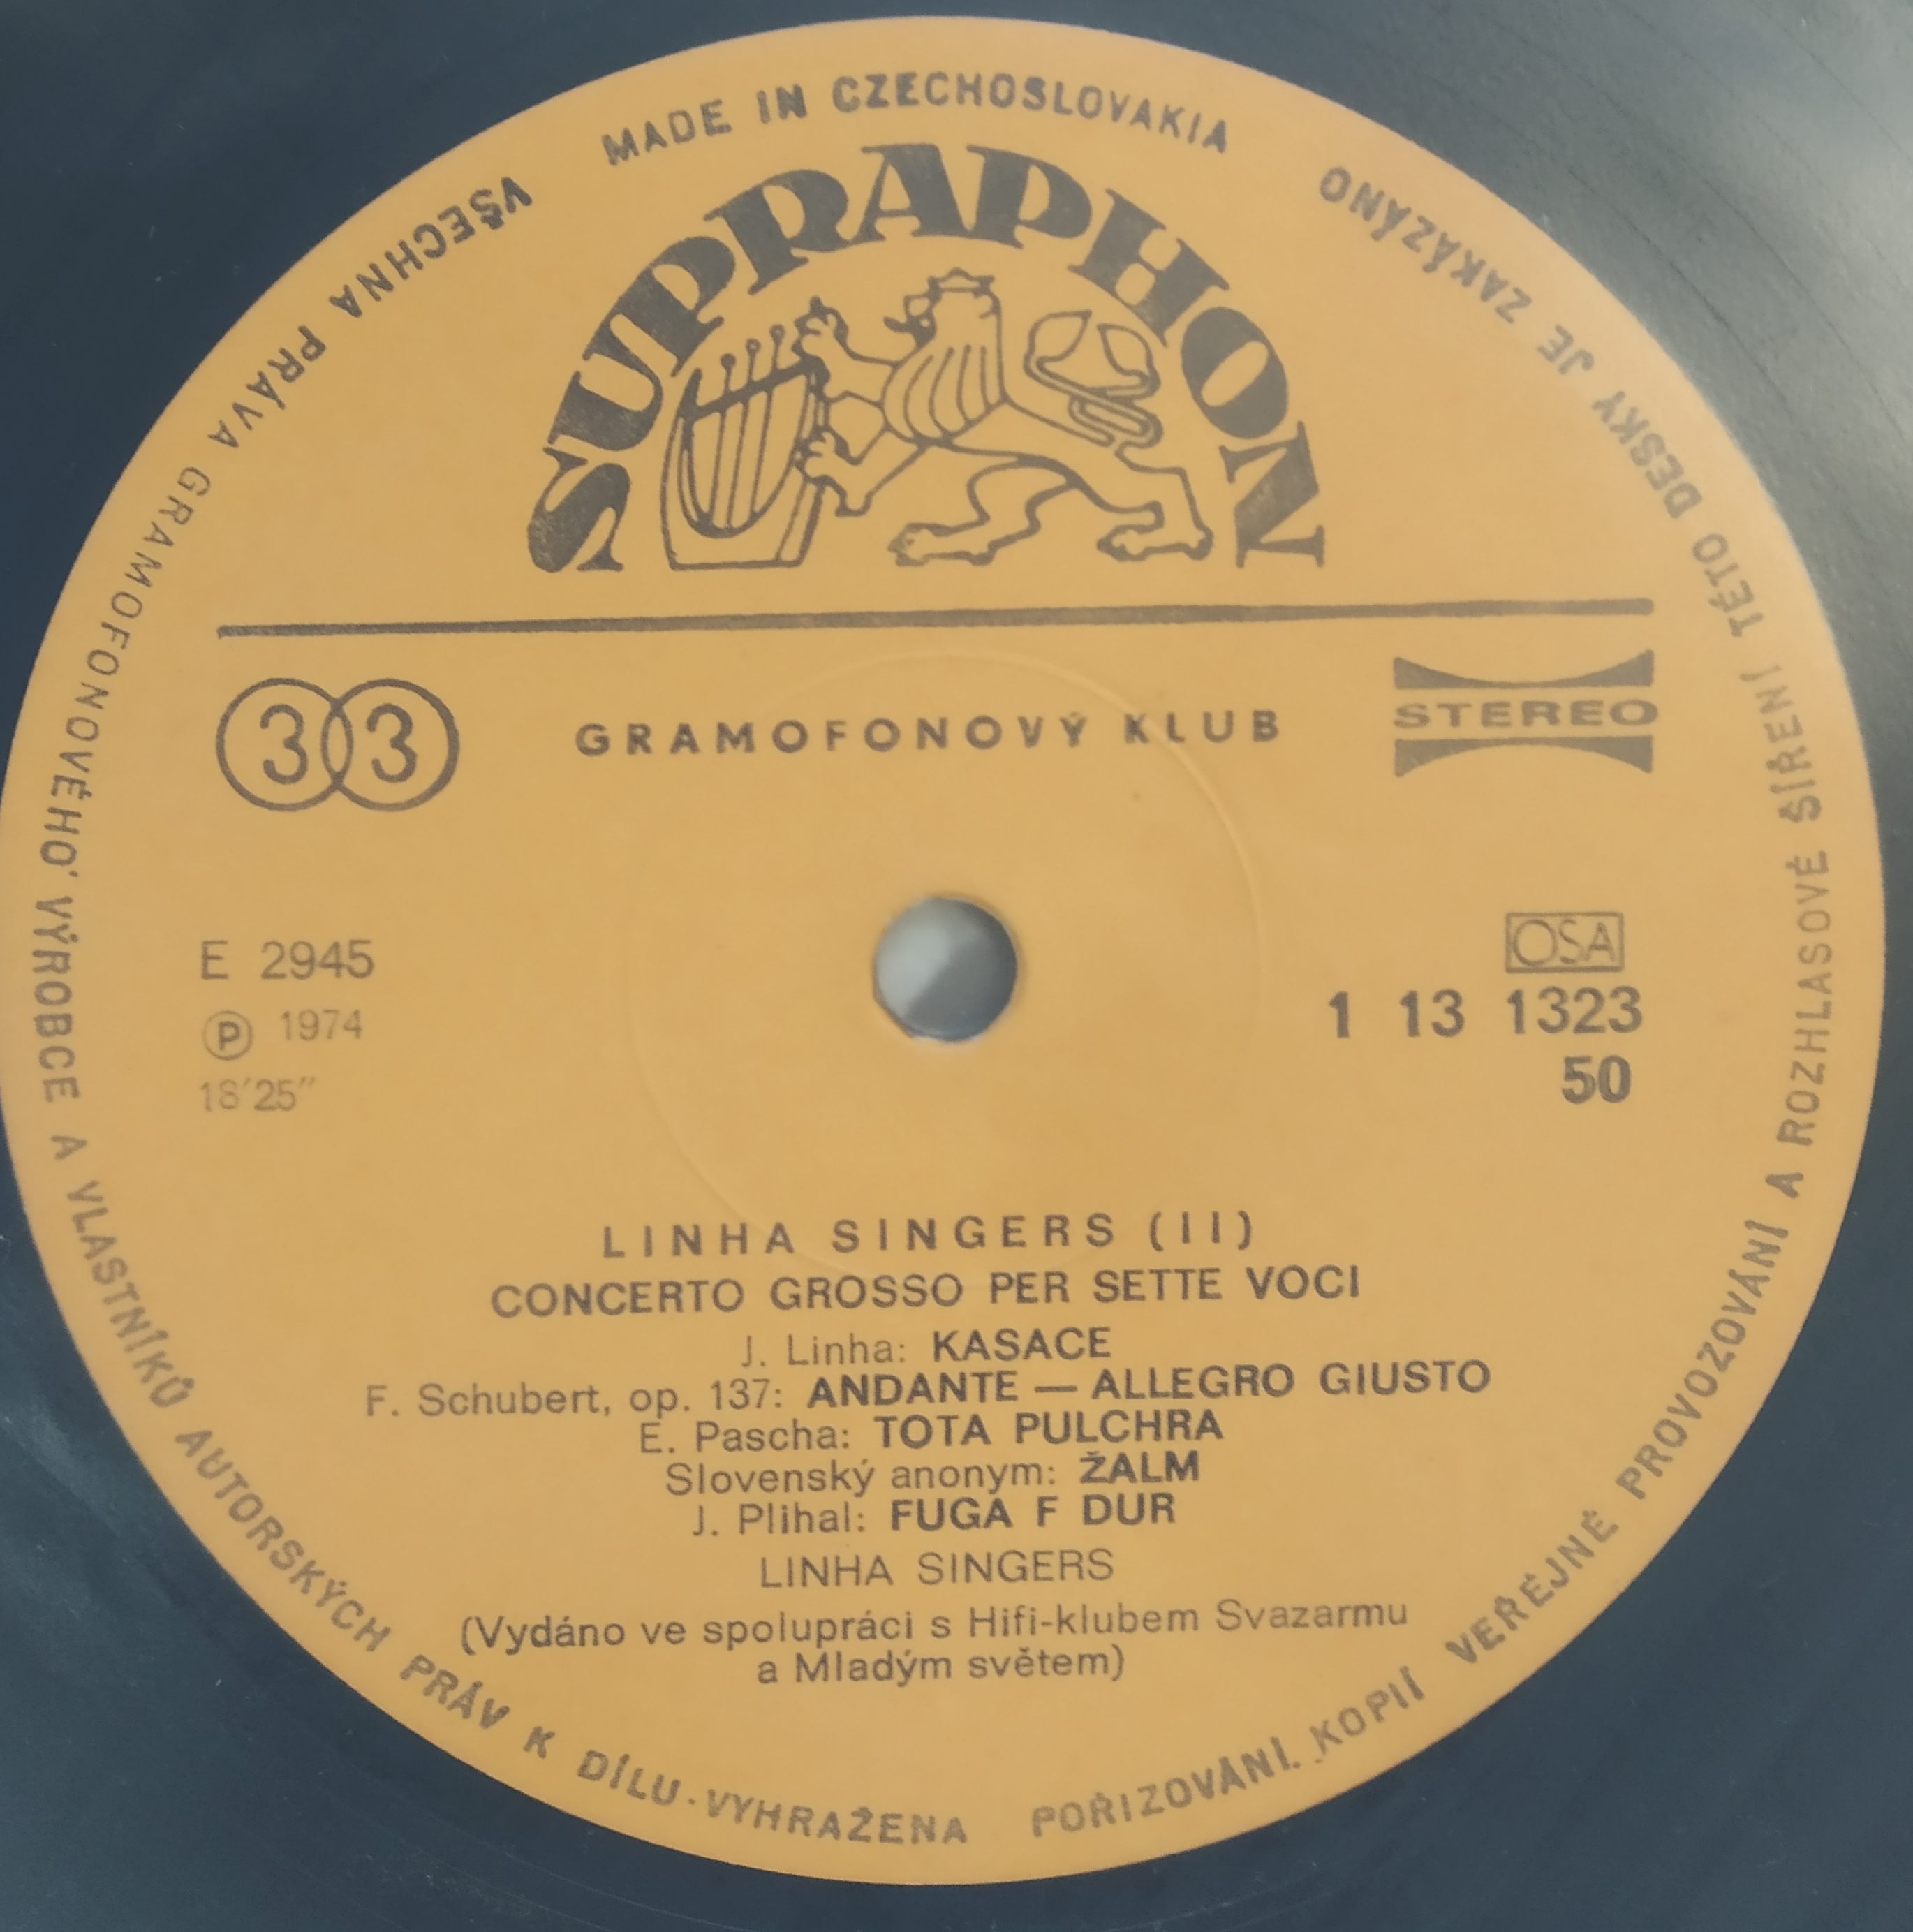 MADE IN CZECHOSLOVAKIA
SUPRAPHON
33
GRAMOFONOVÝ KLUB
STEREO
E 2945
Ⓟ 1974
18′25″
OSA
1 13 1323
50
LINHA SINGERS (II)
CONCERTO GROSSO PER SETTE VOCI
J. Linha: KASACE
F. Schubert, op. 137: ANDANTE — ALLEGRO GIUSTO
E. Pascha: TOTA PULCHRA
Slovenský anonym: ŽALM
J. Plihal: FUGA F DUR
LINHA SINGERS
(Vydáno ve spolupráci s Hifi-klubem Svazarmu
a Mladým světem)
VŠECHNA PRÁVA GRAMOFONOVÉHO VÝROBCE A VLASTNÍKŮ AUTORSKÝCH PRÁV K DÍLU VYHRAŽENA
POŘIZOVÁNÍ KOPIÍ VEŘEJNÉ PROVOZOVÁNÍ A ROZHLASOVÉ ŠÍŘENÍ TÉTO DESKY JE ZAKÁZÁNO